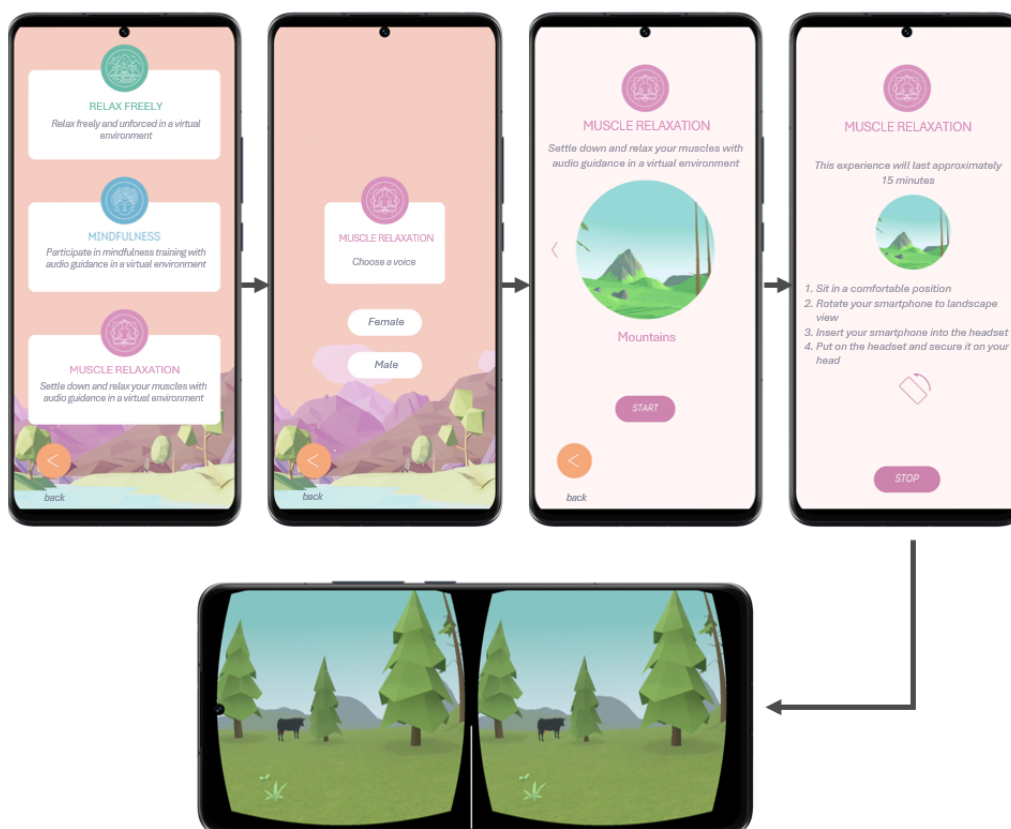 RELAX FREELY
Relax freely and unforced in a virtual
environment
MINDFULNESS
Participate in mindfulness training with
audio guidance in a virtual environment
MUSCLE RELAXATION
Settle down and relax your muscles with
audio guidance in a virtual environment
<
back
MUSCLE RELAXATION
Choose a voice
Female
Male
<
back
MUSCLE RELAXATION
Settle down and relax your muscles with
audio guidance in a virtual environment
Mountains
START
<
back
MUSCLE RELAXATION
This experience will last approximately
15 minutes
1. Sit in a comfortable position
2. Rotate your smartphone to landscape
view
3. Insert your smartphone into the headset
4. Put on the headset and secure it on your
head
STOP